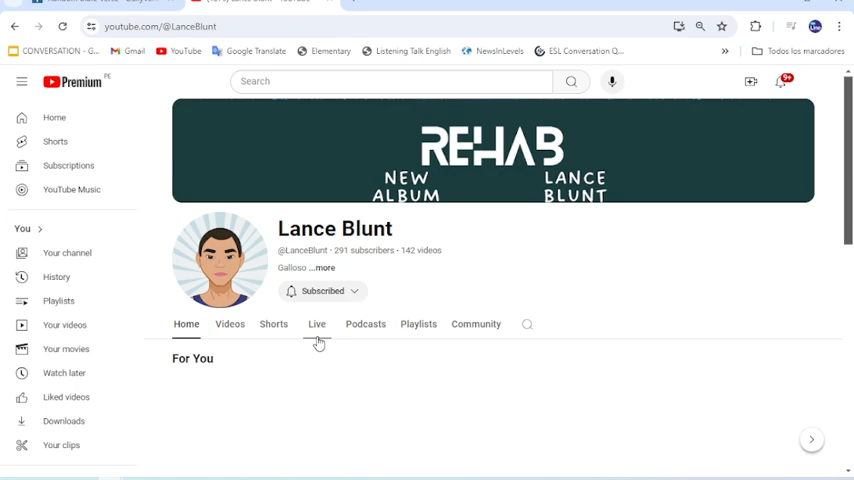 youtube.com/@LanceBlunt
CONVERSATION - G... Gmail YouTube Google Translate Elementary Listening Talk English NewsInLevels ESL Conversation Q... » Todos los marcadores
Premium PE
Search
9+
Home
Shorts
Subscriptions
YouTube Music
You
Your channel
History
Playlists
Your videos
Your movies
Watch later
Liked videos
Downloads
Your clips
REHAB
NEW LANCE
ALBUM BLUNT
Lance Blunt
@LanceBlunt · 291 subscribers · 142 videos
Galloso ...more
Subscribed
Home Videos Shorts Live Podcasts Playlists Community
For You